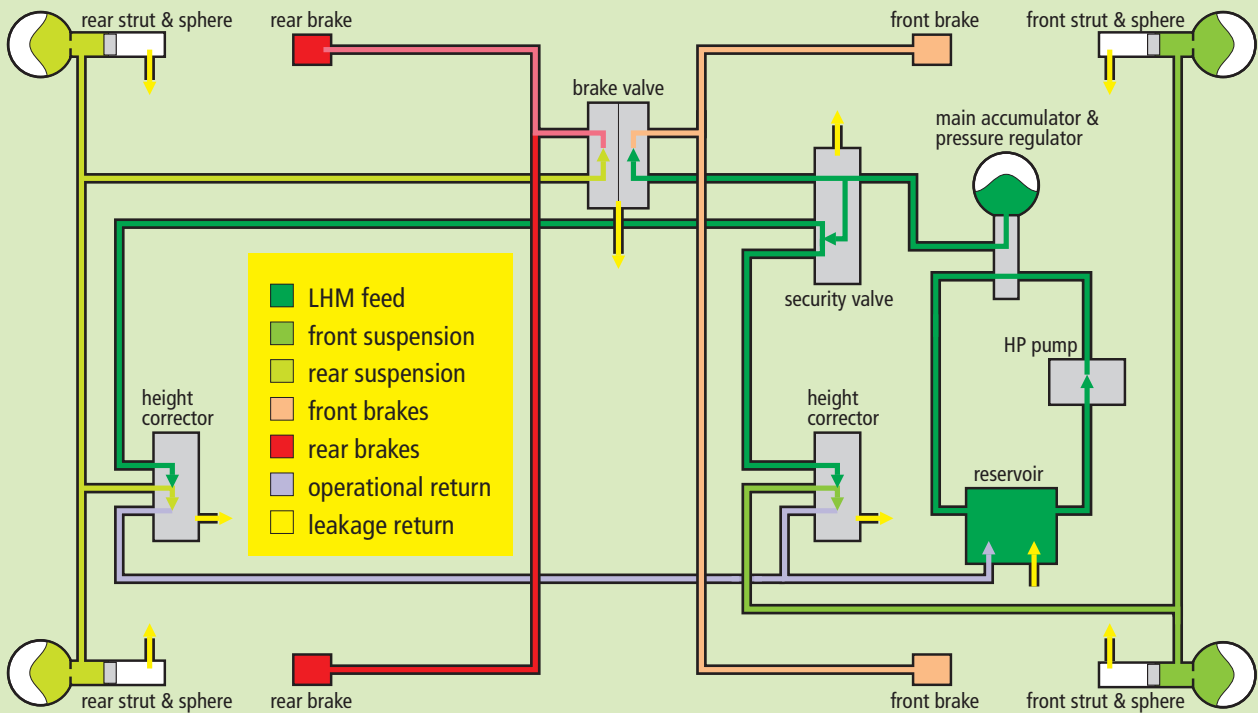 rear strut & sphere
rear brake
front brake
front strut & sphere
brake valve
main accumulator &
pressure regulator
security valve
HP pump
LHM feed
front suspension
rear suspension
front brakes
rear brakes
operational return
leakage return
height
corrector
height
corrector
reservoir
rear strut & sphere
rear brake
front brake
front strut & sphere